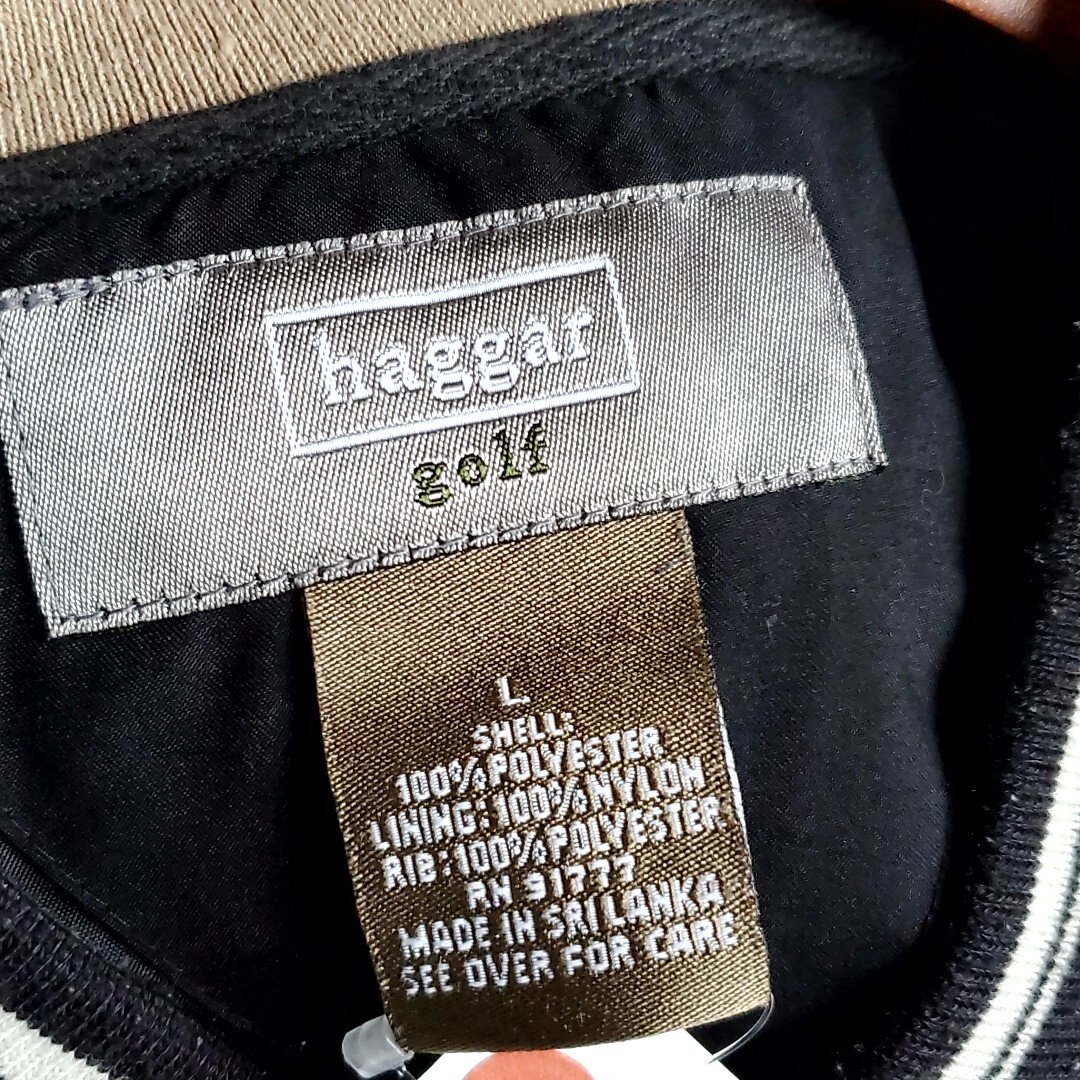 haggar
golf
L
SHELL:
100% POLYESTER
LINING: 100% NYLON
RIB: 100% POLYESTER
RN 91777
MADE IN SRI LANKA
SEE OVER FOR CARE